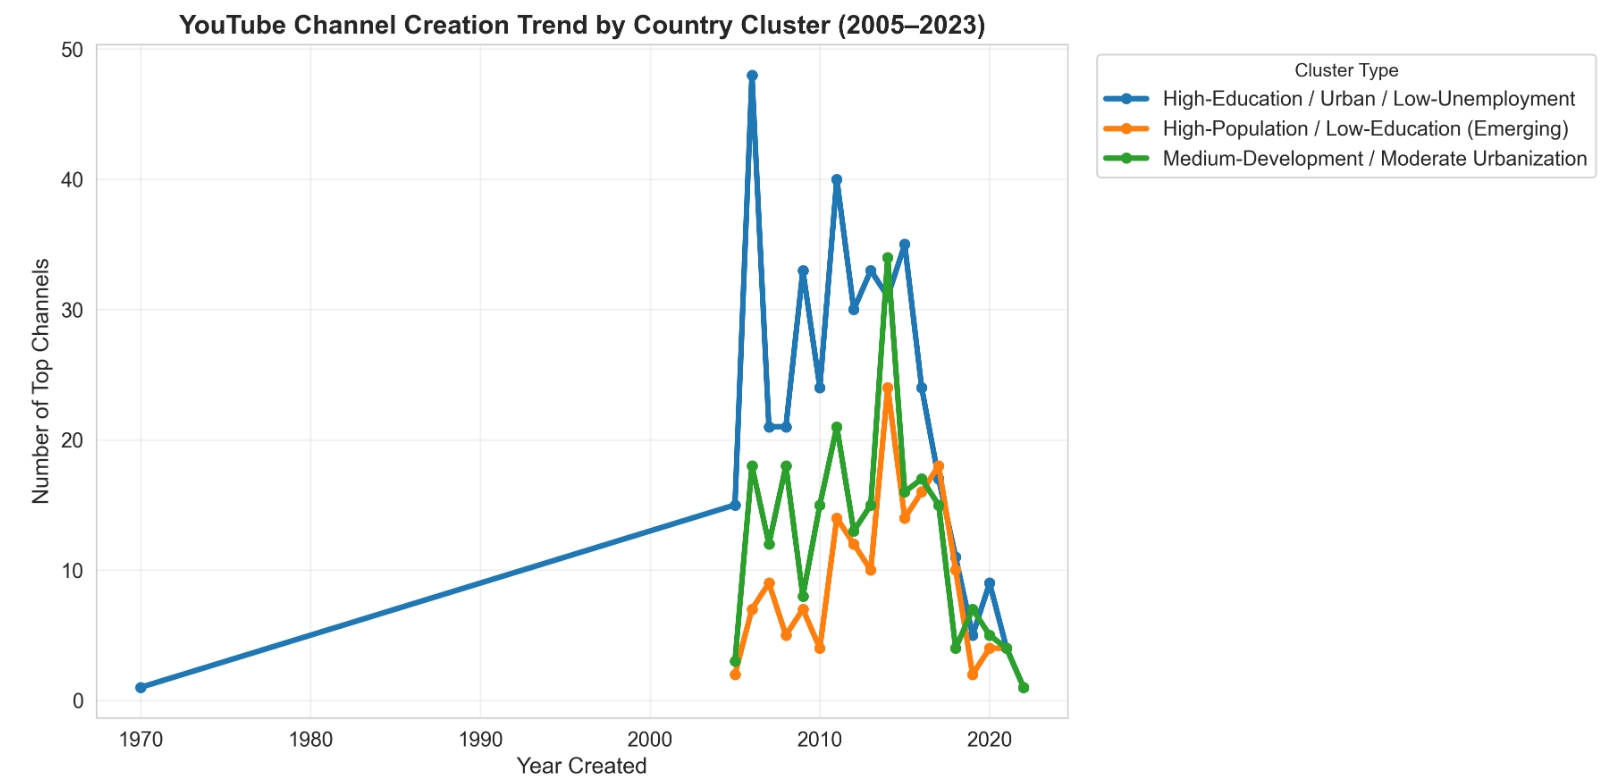 YouTube Channel Creation Trend by Country Cluster (2005–2023)
Number of Top Channels
50
40
30
20
10
0
1970
1980
1990
2000
2010
2020
Year Created
Cluster Type
High-Education / Urban / Low-Unemployment
High-Population / Low-Education (Emerging)
Medium-Development / Moderate Urbanization